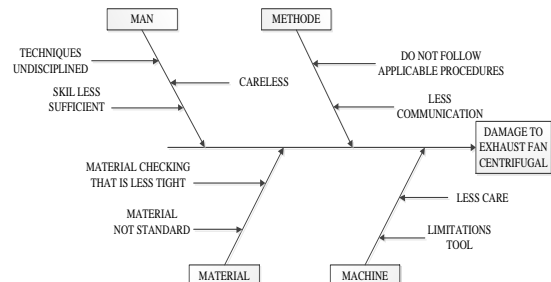 MAN
METHODE
TECHNIQUES
UNDISCIPLINED
CARELESS
SKIL LESS
SUFFICIENT
DO NOT FOLLOW
APPLICABLE PROCEDURES
LESS
COMMUNICATION
DAMAGE TO
EXHAUST FAN
CENTRIFUGAL
MATERIAL CHECKING
THAT IS LESS TIGHT
MATERIAL
NOT STANDARD
LESS CARE
LIMITATIONS
TOOL
MATERIAL
MACHINE